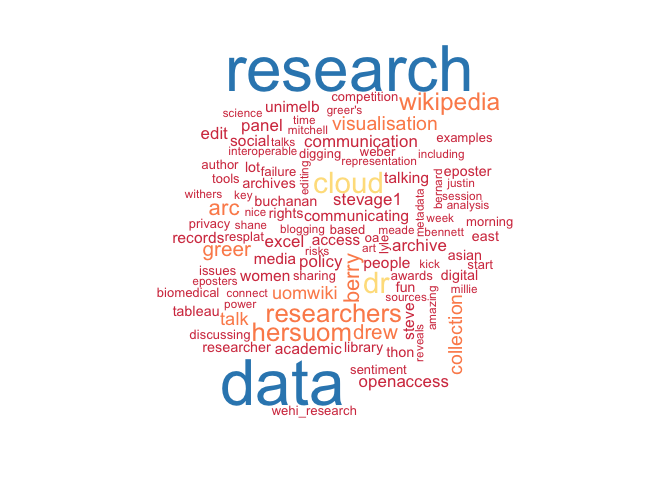 research
competition
wikipedia
science unimelb greer's
time
edit panel mitchell visualisation
social talks communication examples
interoperable digging weber including
author lot failure representation
tools editing cloud talking eposter
archives bernard justin
withers key buchanan stevage1 metadata session
arc nice rights communicating week analysis
privacy shane blogging based meade morning
records resplat excel access oa lyle archive bennett east
greer risks art
media policy people kick asian
issues women sharing awards start
eposters berry dr digital
biomedical connect uomwiki fun millie
power sources amazing
tableau researchers steve collection
talk hersuom drew
discussing reveals
researcher academic library thon
sentiment
data openaccess
wehi_research